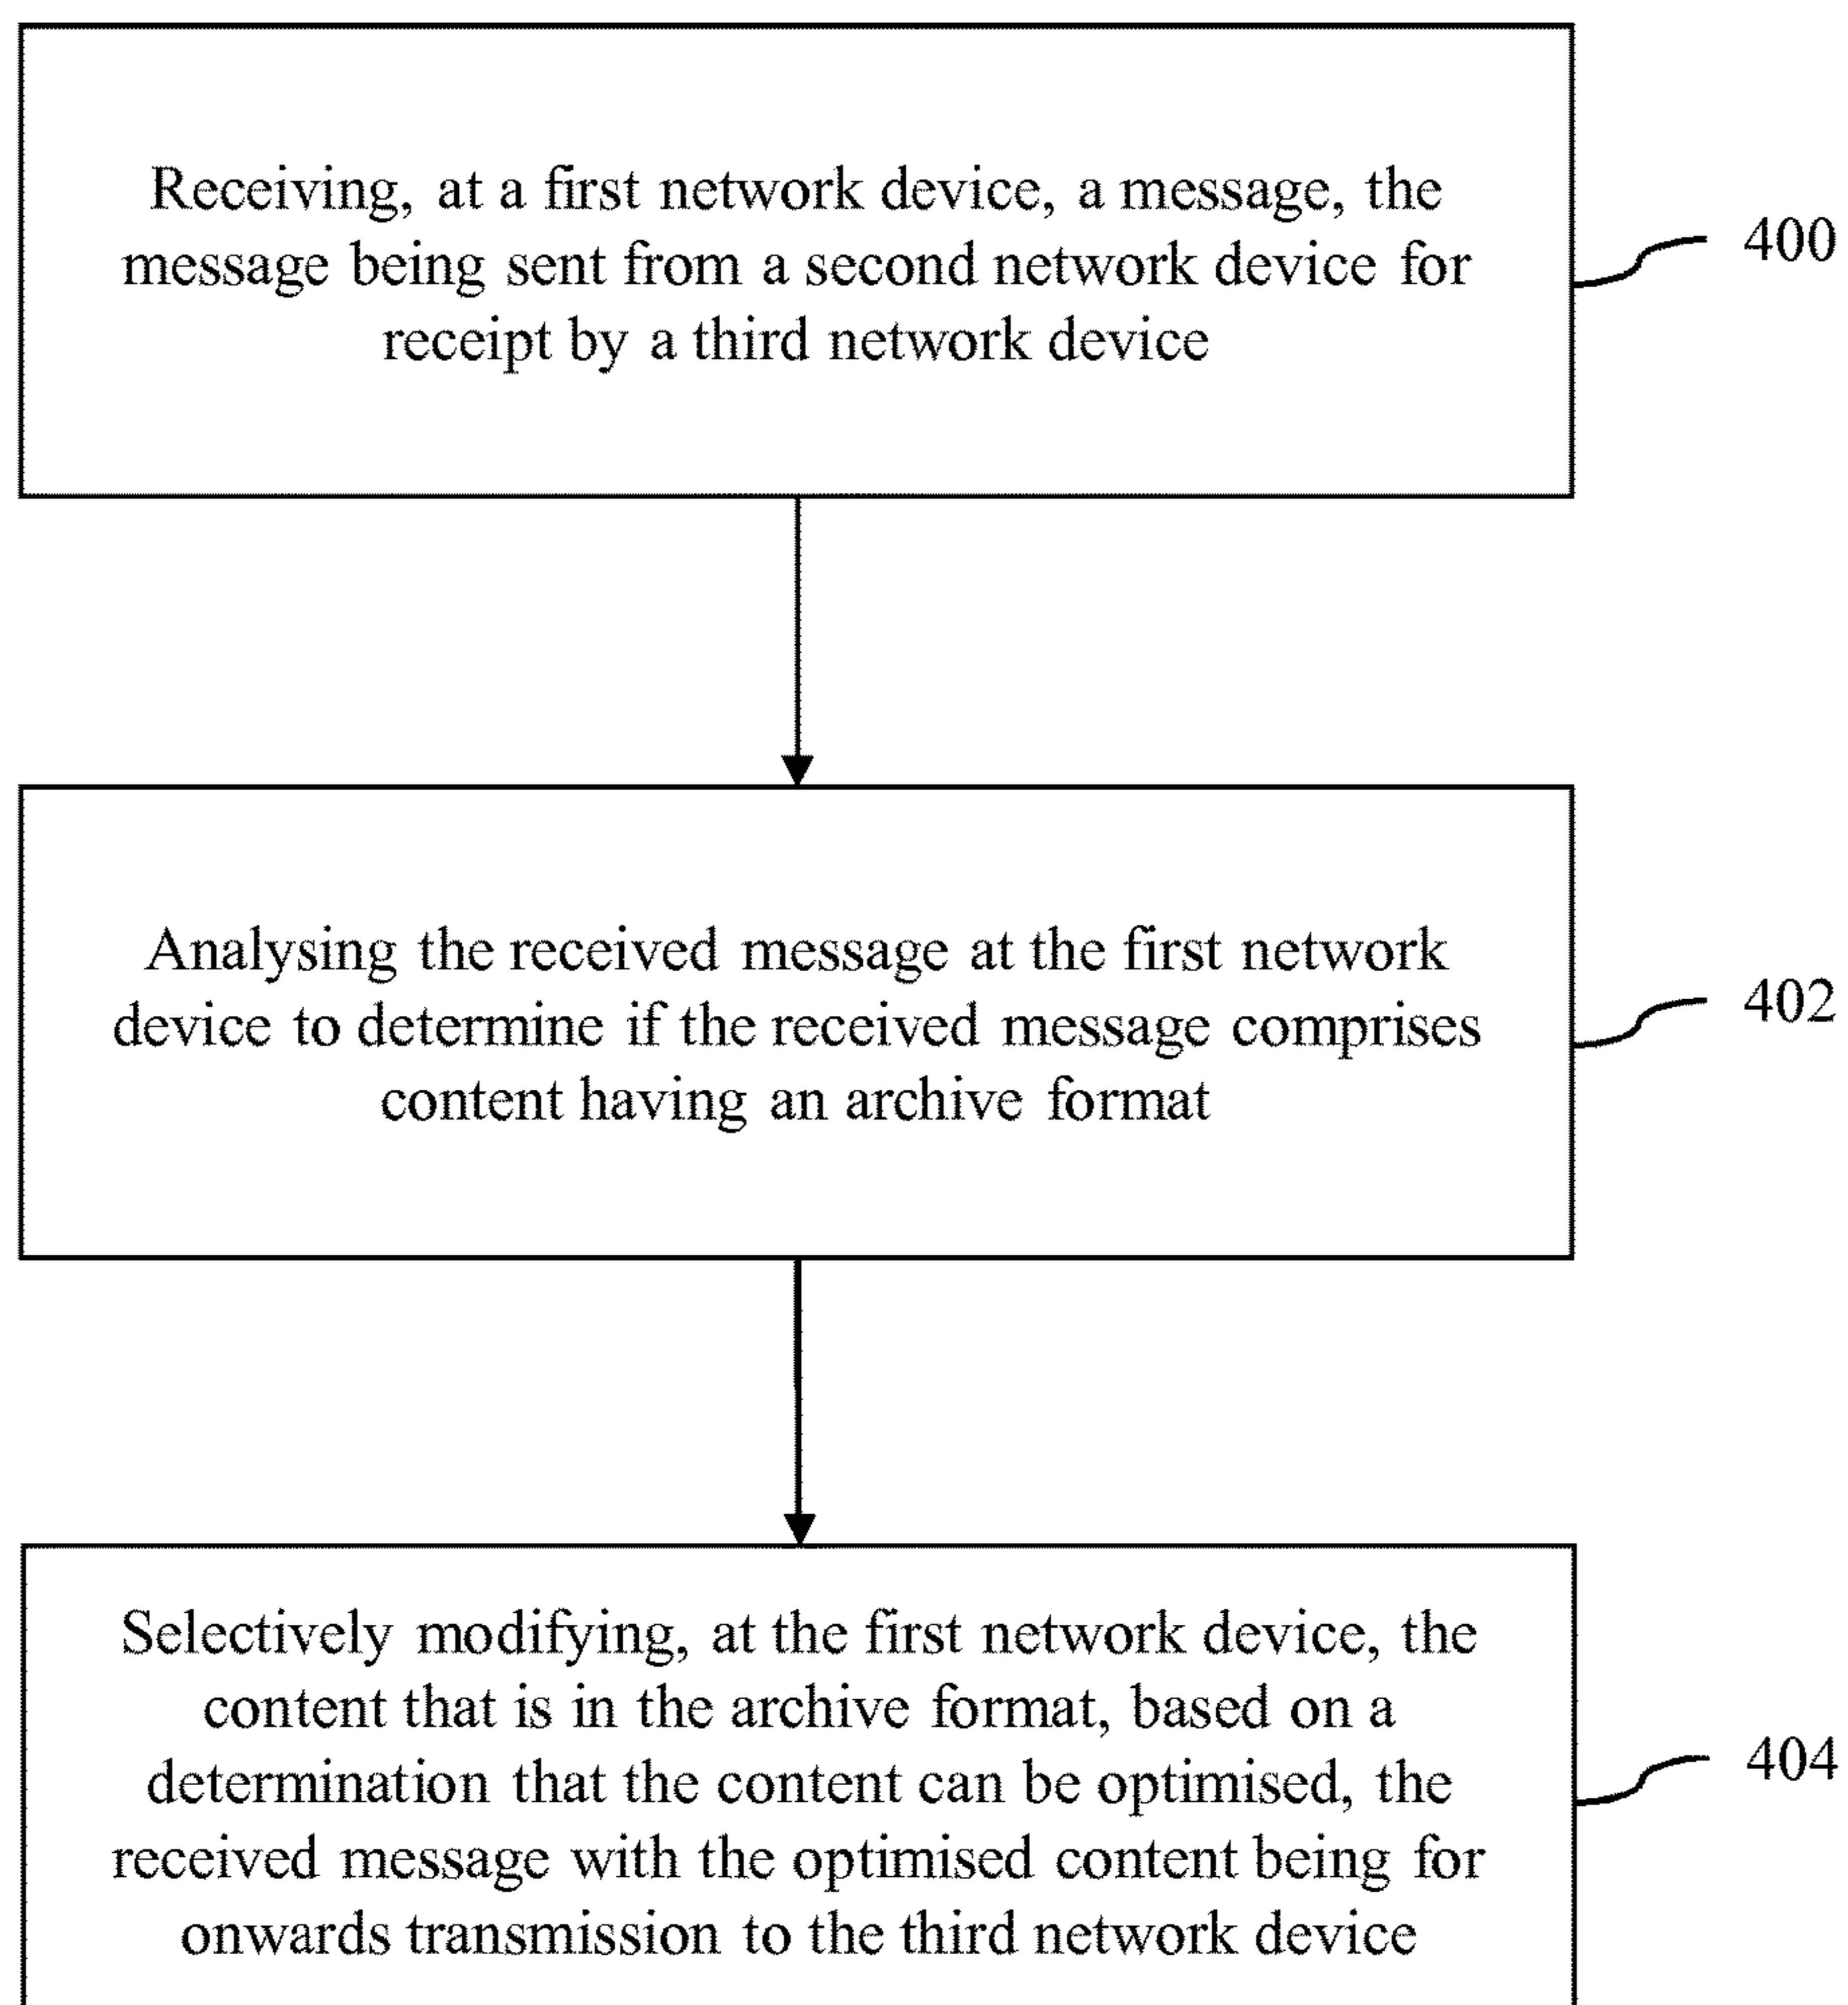 Receiving, at a first network device, a message, the
message being sent from a second network device for
receipt by a third network device
400
Analysing the received message at the first network
device to determine if the received message comprises
content having an archive format
402
Selectively modifying, at the first network device, the
content that is in the archive format, based on a
determination that the content can be optimised, the
received message with the optimised content being for
onwards transmission to the third network device
404